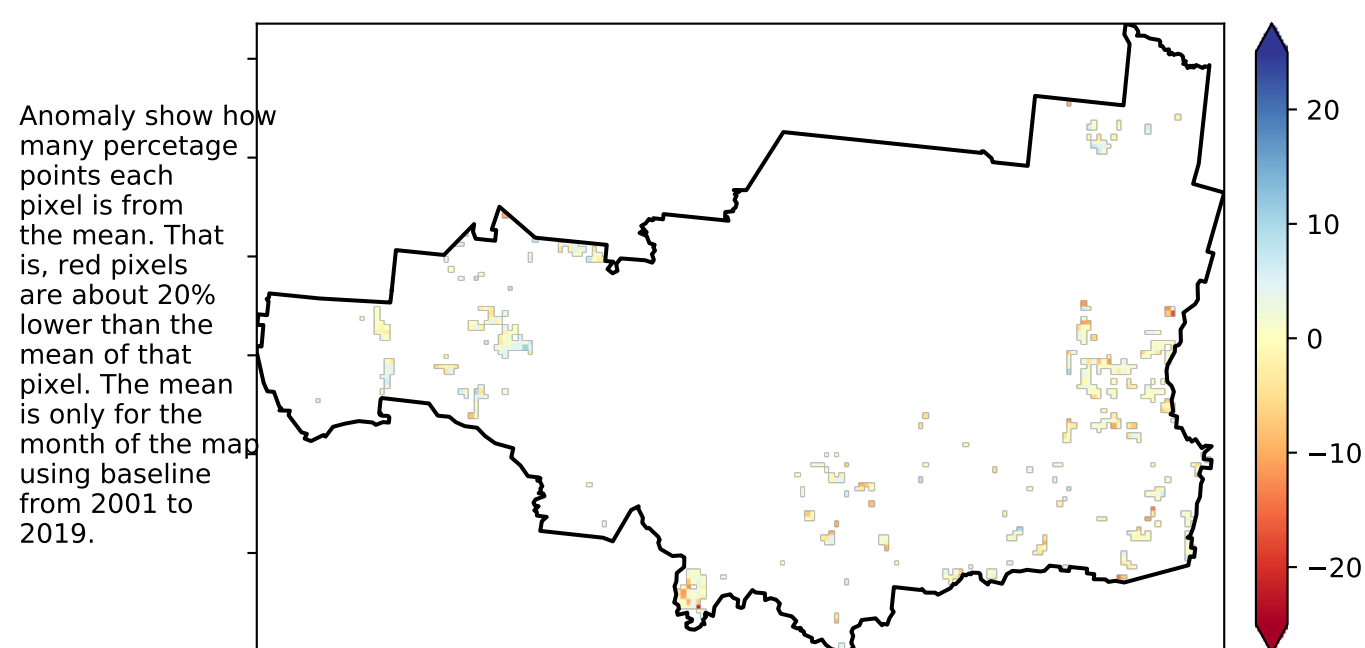 Anomaly show how
many percetage
points each
pixel is from
the mean. That
is, red pixels
are about 20%
lower than the
mean of that
pixel. The mean
is only for the
month of the map
using baseline
from 2001 to
2019.
20
10
0
−10
−20